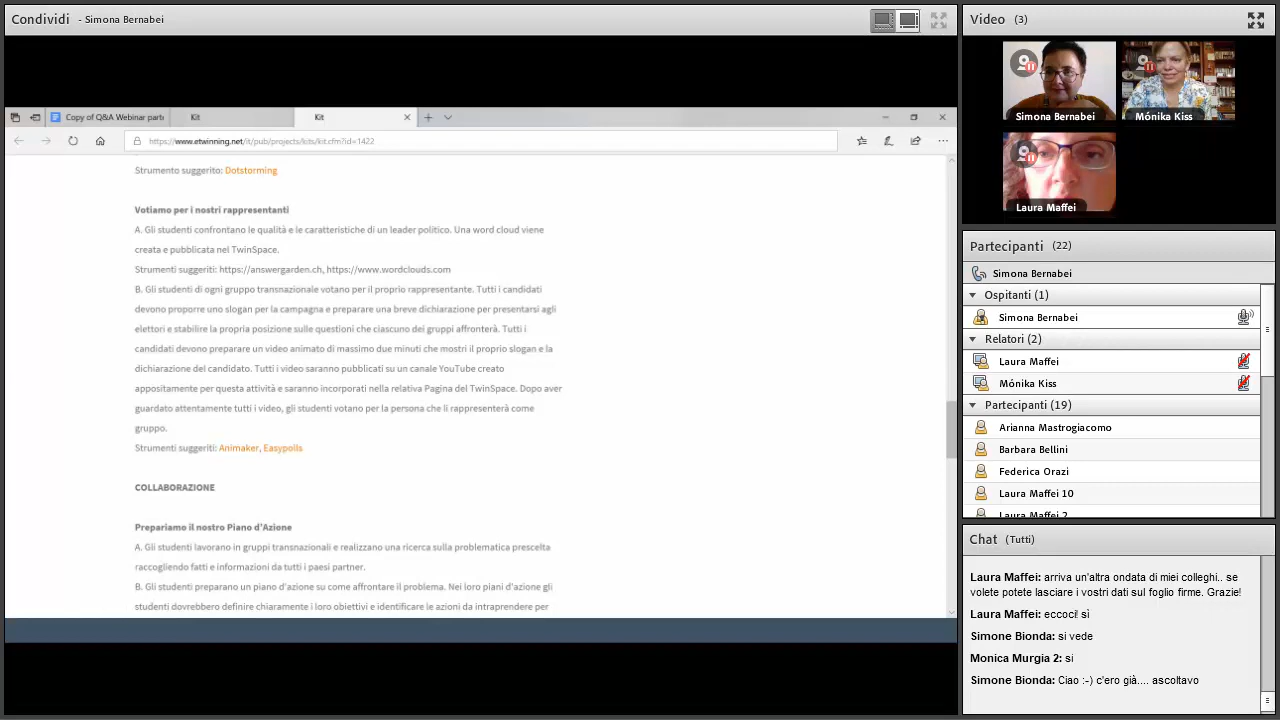 Condividi - Simona Bernabei
Copy of Q&A Webinar parte
Kit
Kit
https://www.etwinning.net/it/pub/projects/kits/kit.cfm?id=1422
Strumento suggerito: Dotstorming
Votiamo per i nostri rappresentanti
A. Gli studenti confrontano le qualità e le caratteristiche di un leader politico. Una word cloud viene
creata e pubblicata nel TwinSpace.
Strumenti suggeriti: https://answergarden.ch, https://www.wordclouds.com
B. Gli studenti di ogni gruppo transnazionale votano per il proprio rappresentante. Tutti i candidati
devono proporre uno slogan per la campagna e preparare una breve dichiarazione per presentarsi agli
elettori e stabilire la propria posizione sulle questioni che ciascuno dei gruppi affronterà. Tutti i
candidati devono preparare un video animato di massimo due minuti che mostri il proprio slogan e la
dichiarazione del candidato. Tutti i video saranno pubblicati su un canale YouTube creato
appositamente per questa attività e saranno incorporati nella relativa Pagina del TwinSpace. Dopo aver
guardato attentamente tutti i video, gli studenti votano per la persona che li rappresenterà come
gruppo.
Strumenti suggeriti: Animaker, Easypolls
COLLABORAZIONE
Prepariamo il nostro Piano d'Azione
A. Gli studenti lavorano in gruppi transnazionali e realizzano una ricerca sulla problematica prescelta
raccogliendo fatti e informazioni da tutti i paesi partner.
B. Gli studenti preparano un piano d'azione su come affrontare il problema. Nei loro piani d'azione gli
studenti dovrebbero definire chiaramente i loro obiettivi e identificare le azioni da intraprendere per
Video (3)
Simona Bernabei
Mónika Kiss
Laura Maffei
Partecipanti (22)
Simona Bernabei
Ospitanti (1)
Simona Bernabei
Relatori (2)
Laura Maffei
Mónika Kiss
Partecipanti (19)
Arianna Mastrogiacomo
Barbara Bellini
Federica Orazi
Laura Maffei 10
Laura Maffei 2
Chat (Tutti)
Laura Maffei: arriva un'altra ondata di miei colleghi.. se
volete potete lasciare i vostri dati sul foglio firme. Grazie!
Laura Maffei: eccoci! sì
Simone Bionda: si vede
Monica Murgia 2: si
Simone Bionda: Ciao :-) c'ero già.... ascoltavo